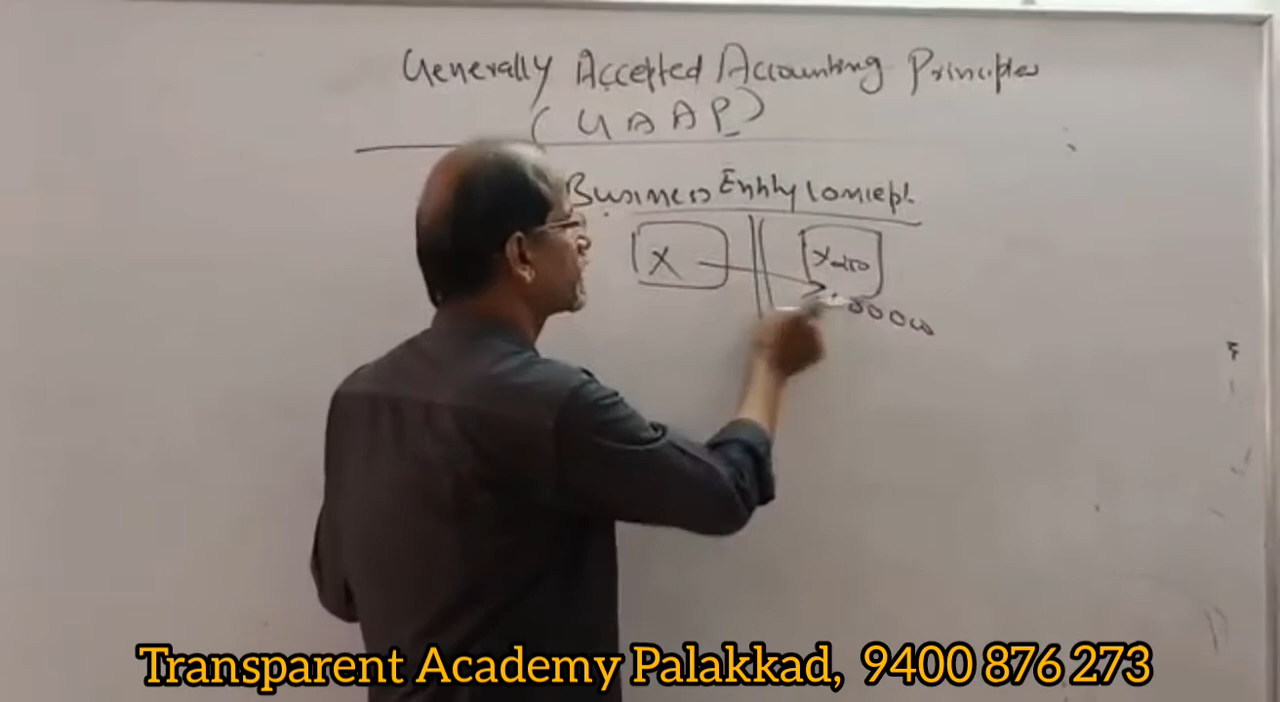 Generally Accepted Accounting Principles
(GAAP)
Business Entity Concept
X
Transparent Academy Palakkad, 9400 876 273